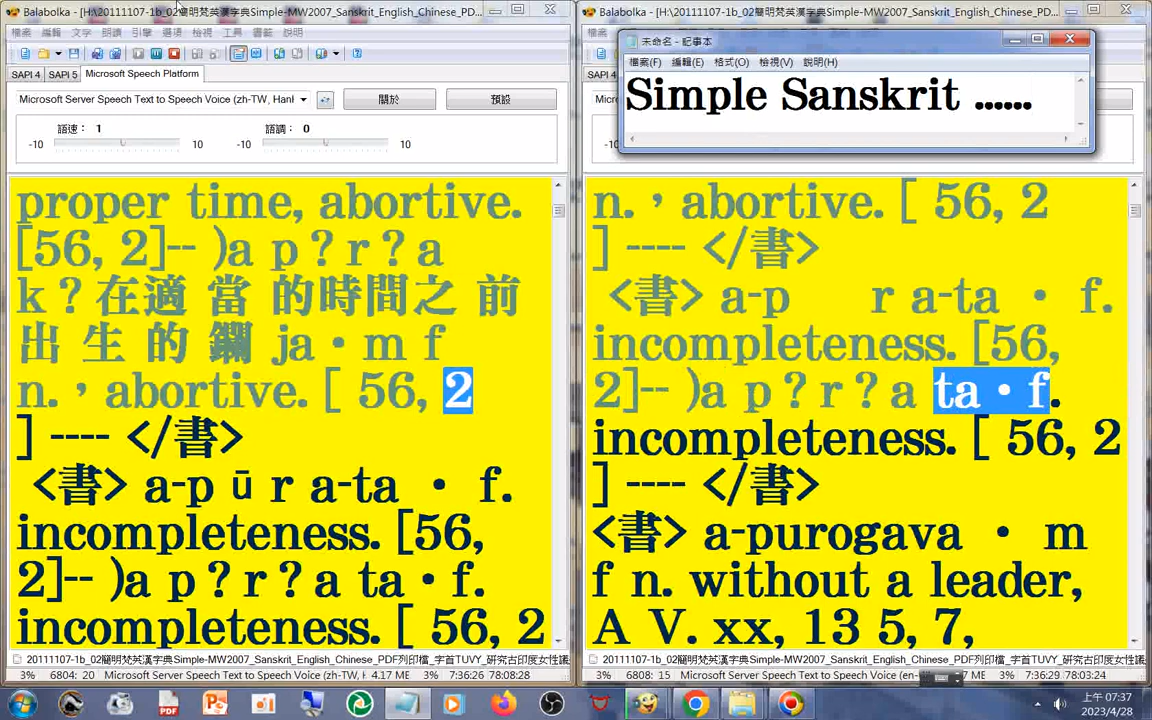 Balabolka - [H:\20111107-1b_02簡明梵英漢字典Simple-MW2007_Sanskrit_English_Chinese_PD...
檔案 編輯 文字 朗讀 引擎 選項 檢視 工具 書籤 說明
SAPI 4 SAPI 5 Microsoft Speech Platform
Microsoft Server Speech Text to Speech Voice (zh-TW, Hanl
關於
預設
語速： 1
語調： 0
-10 10 -10 10
proper time, abortive.
[56, 2]-- )a p？r？a
k？在適 當 的時間之 前
出 生 的 鑭 ja・m f
n.，abortive. [ 56, 2
] ---- </書>
<書> a-p ū r a-ta ・ f.
incompleteness. [56,
2]-- )a p？r？a ta・f.
incompleteness. [ 56, 2
20111107-1b_02簡明梵英漢字典Simple-MW2007_Sanskrit_English_Chinese_PDF列印檔_字首TUVY_研究古印度女性議
3% 6804: 20 Microsoft Server Speech Text to Speech Voice (zh-TW, H 4.17 ME 3% 7:36:26 78:08:28
Balabolka - [H:\20111107-1b_02簡明梵英漢字典Simple-MW2007_Sanskrit_English_Chinese_PD...
檔案
SAPI 4
未命名 - 記事本
檔案(F) 編輯(E) 格式(O) 檢視(V) 說明(H)
Simple Sanskrit ......
-10 10 -10 10
n.，abortive. [ 56, 2
] ---- </書>
<書> a-p r a-ta ・ f.
incompleteness. [56,
2]-- )a p？r？a ta・f.
incompleteness. [ 56, 2
] ---- </書>
<書> a-purogava ・ m
f n. without a leader,
A V. xx, 13 5, 7,
20111107-1b_02簡明梵英漢字典Simple-MW2007_Sanskrit_English_Chinese_PDF列印檔_字首TUVY_研究古印度女性議
3% 6808: 15 Microsoft Server Speech Text to Speech Voice (zh-TW, ME 3% 7:36:29 78:03:24
上午 07:37
2023/4/28